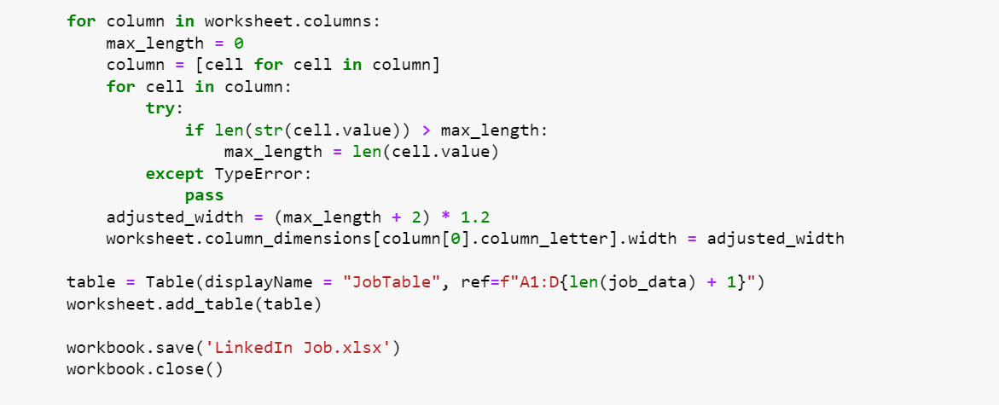 for column in worksheet.columns:
    max_length = 0
    column = [cell for cell in column]
    for cell in column:
        try:
            if len(str(cell.value)) > max_length:
                max_length = len(cell.value)
        except TypeError:
            pass
    adjusted_width = (max_length + 2) * 1.2
    worksheet.column_dimensions[column[0].column_letter].width = adjusted_width

table = Table(displayName = "JobTable", ref=f"A1:D{len(job_data) + 1}")
worksheet.add_table(table)

workbook.save('LinkedIn Job.xlsx')
workbook.close()